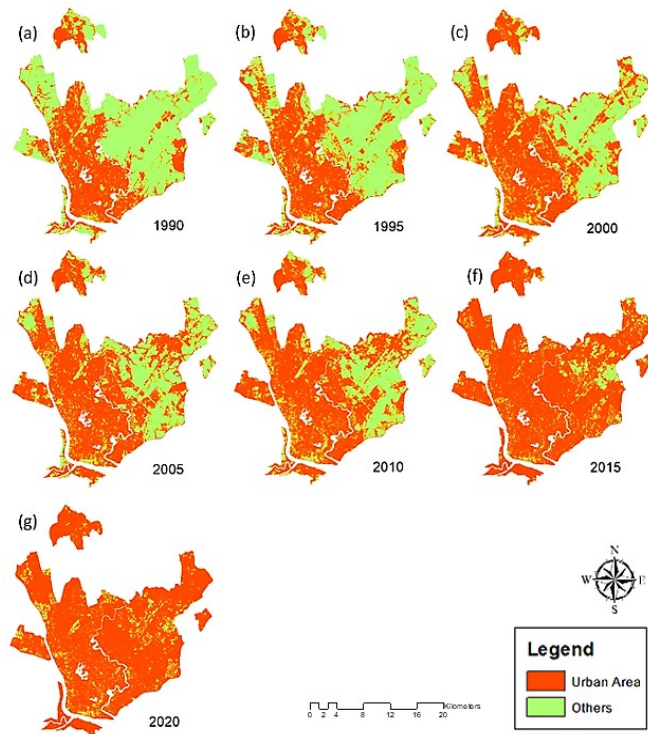 (a)
(b)
(c)
1990
1995
2000
(d)
(e)
(f)
2005
2010
2015
(g)
2020
N
W E
S
Legend
Urban Area
Others
0 2 4 8 12 16 20
Kilometers